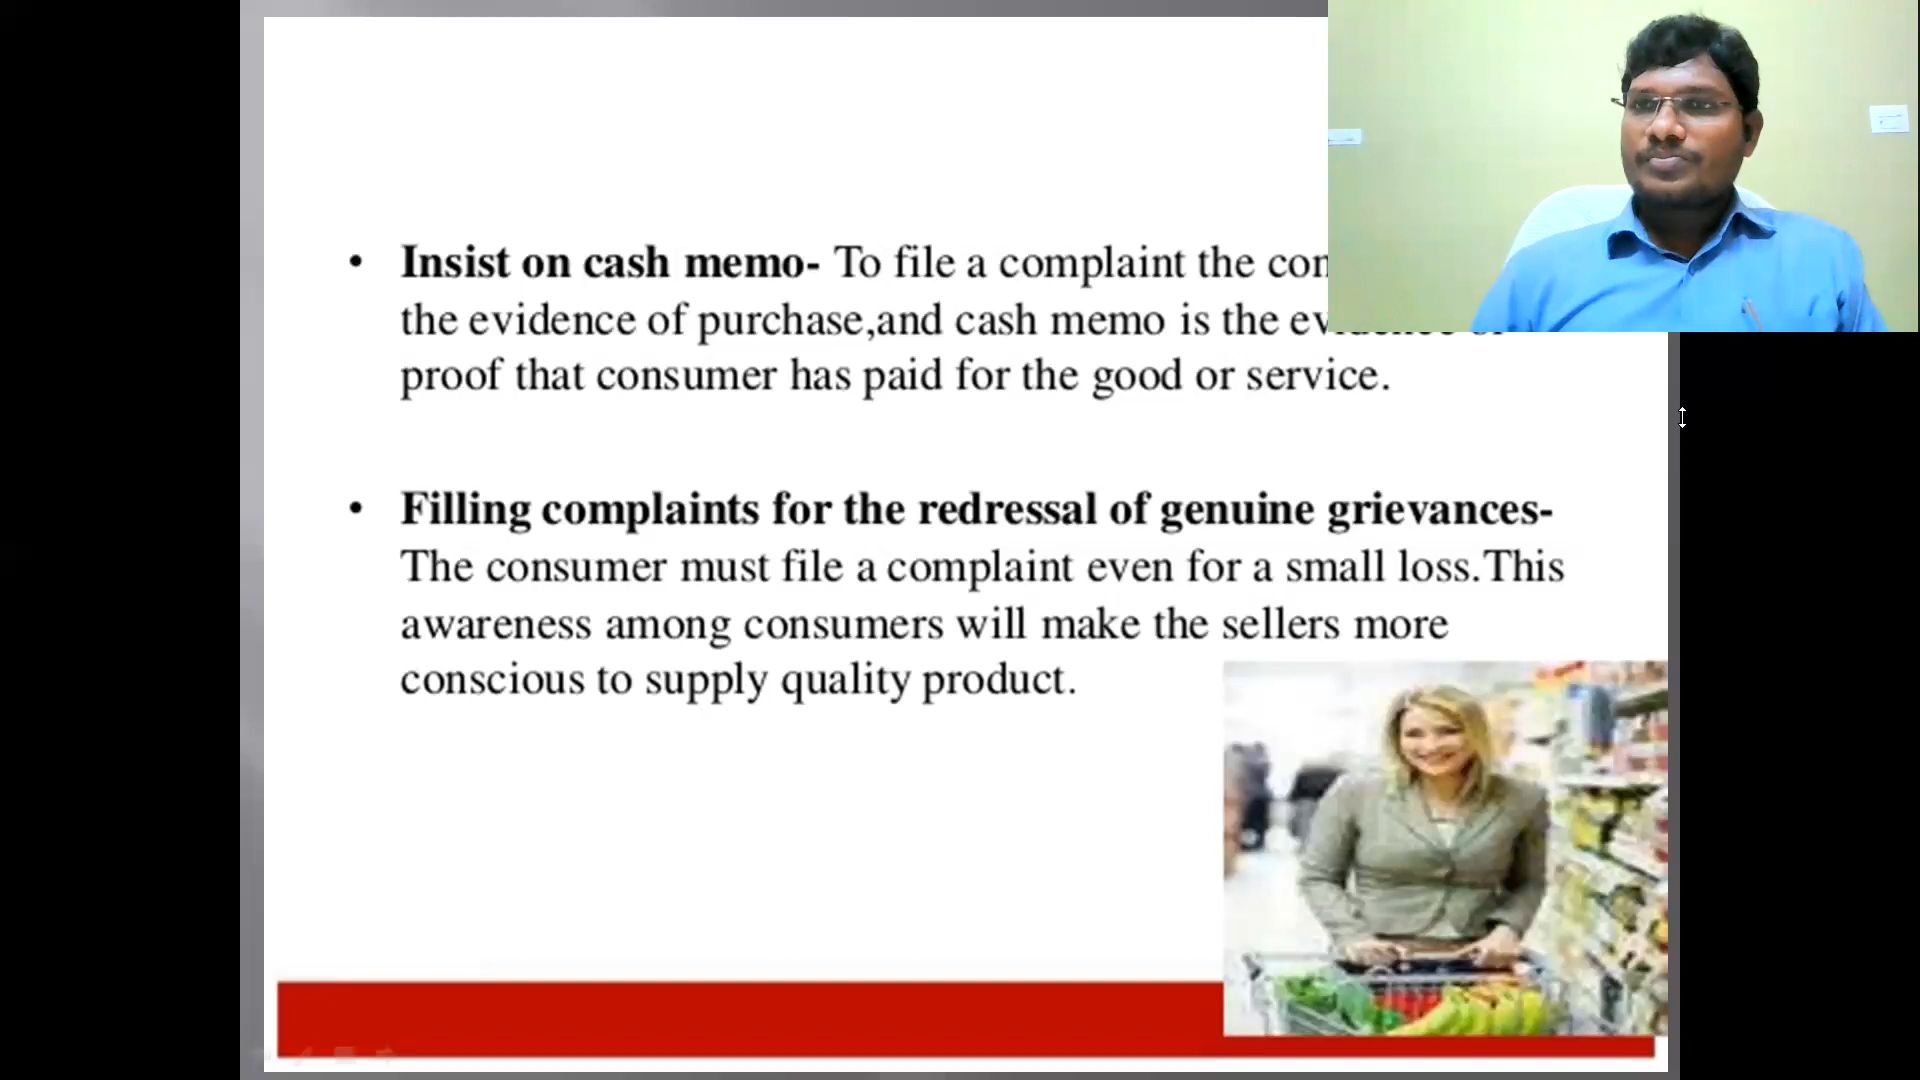 • Insist on cash memo- To file a complaint the
the evidence of purchase,and cash memo is the
proof that consumer has paid for the good or service.
• Filling complaints for the redressal of genuine grievances-
The consumer must file a complaint even for a small loss.This
awareness among consumers will make the sellers more
conscious to supply quality product.